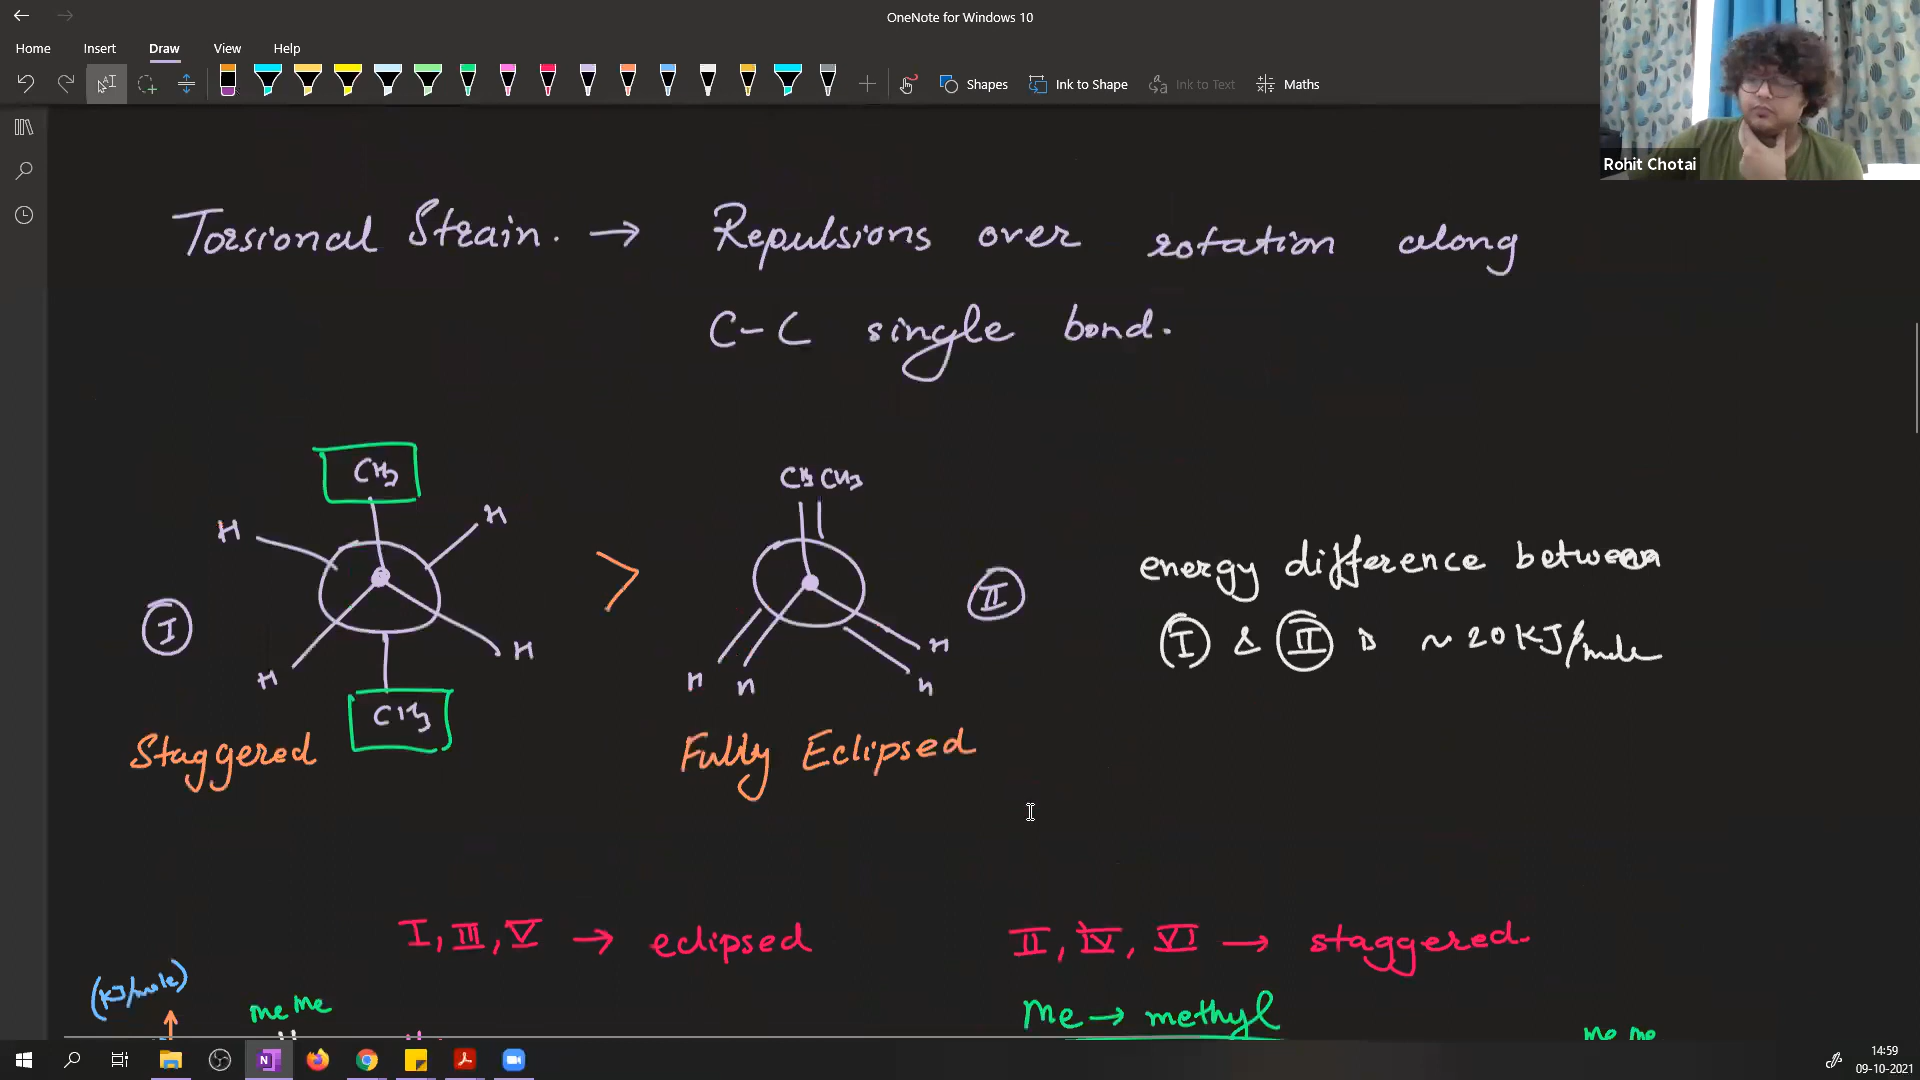 OneNote for Windows 10
Home Insert Draw View Help
Shapes Ink to Shape Ink to Text Maths
Rohit Chotai
Torsional Strain. → Repulsions over rotation along
C-C single bond.
CH3
H H
I
H H
CH3
Staggered
>
CH3 CH3
II
H H H H
Fully Eclipsed
energy difference between
I & II is ~20 KJ/mole
I, III, V → eclipsed
II, IV, VI → staggered.
(KJ/mole)
me me
Me → methyl
me me
14:59
09-10-2021